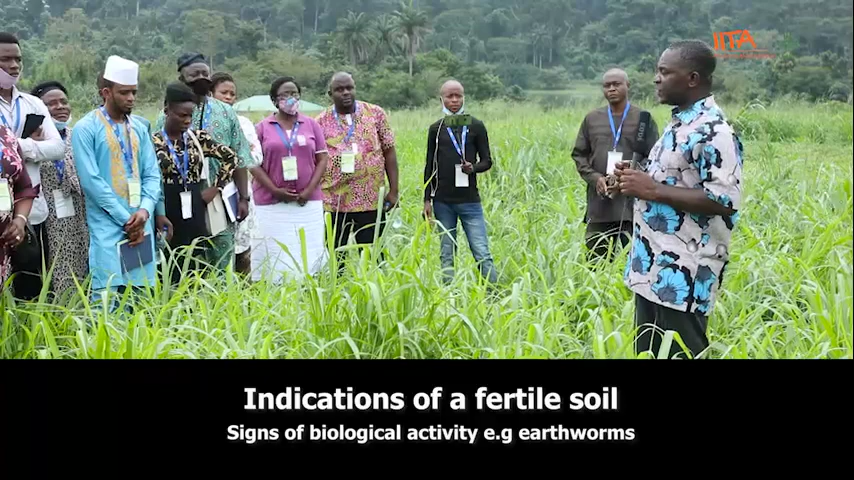 IITA
Indications of a fertile soil
Signs of biological activity e.g earthworms